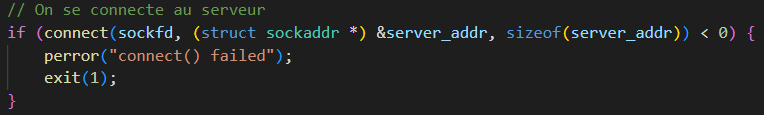 // On se connecte au serveur
if (connect(sockfd, (struct sockaddr *) &server_addr, sizeof(server_addr)) < 0) {
    perror("connect() failed");
    exit(1);
}